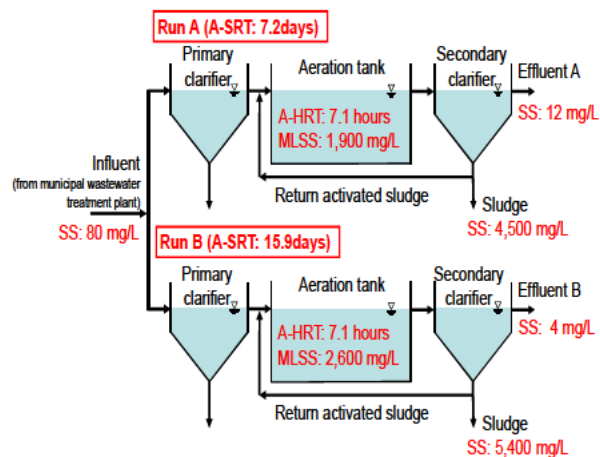 Run A (A-SRT: 7.2days)
Primary
clarifier
Aeration tank
Secondary
clarifier
Effluent A
SS: 12 mg/L
A-HRT: 7.1 hours
MLSS: 1,900 mg/L
Influent
(from municipal wastewater
treatment plant)
SS: 80 mg/L
Return activated sludge
Sludge
SS: 4,500 mg/L
Run B (A-SRT: 15.9days)
Primary
clarifier
Aeration tank
Secondary
clarifier
Effluent B
SS: 4 mg/L
A-HRT: 7.1 hours
MLSS: 2,600 mg/L
Return activated sludge
Sludge
SS: 5,400 mg/L